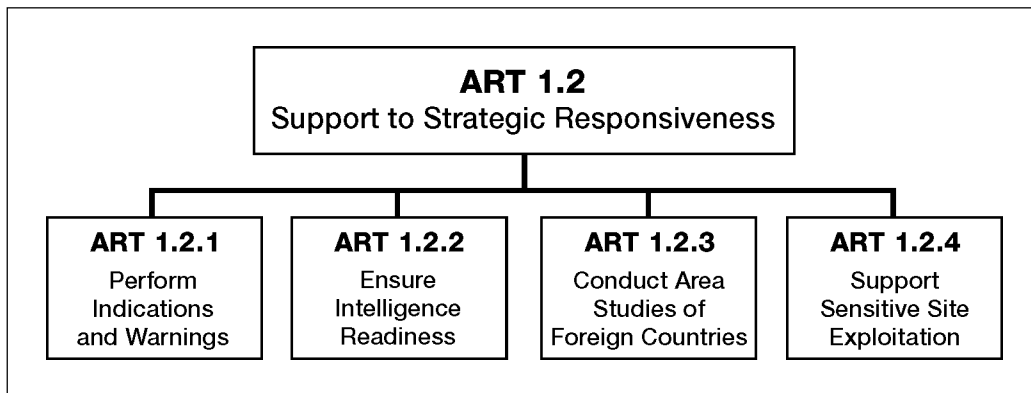 ART 1.2
Support to Strategic Responsiveness
ART 1.2.1
Perform
Indications
and Warnings
ART 1.2.2
Ensure
Intelligence
Readiness
ART 1.2.3
Conduct Area
Studies of
Foreign Countries
ART 1.2.4
Support
Sensitive Site
Exploitation